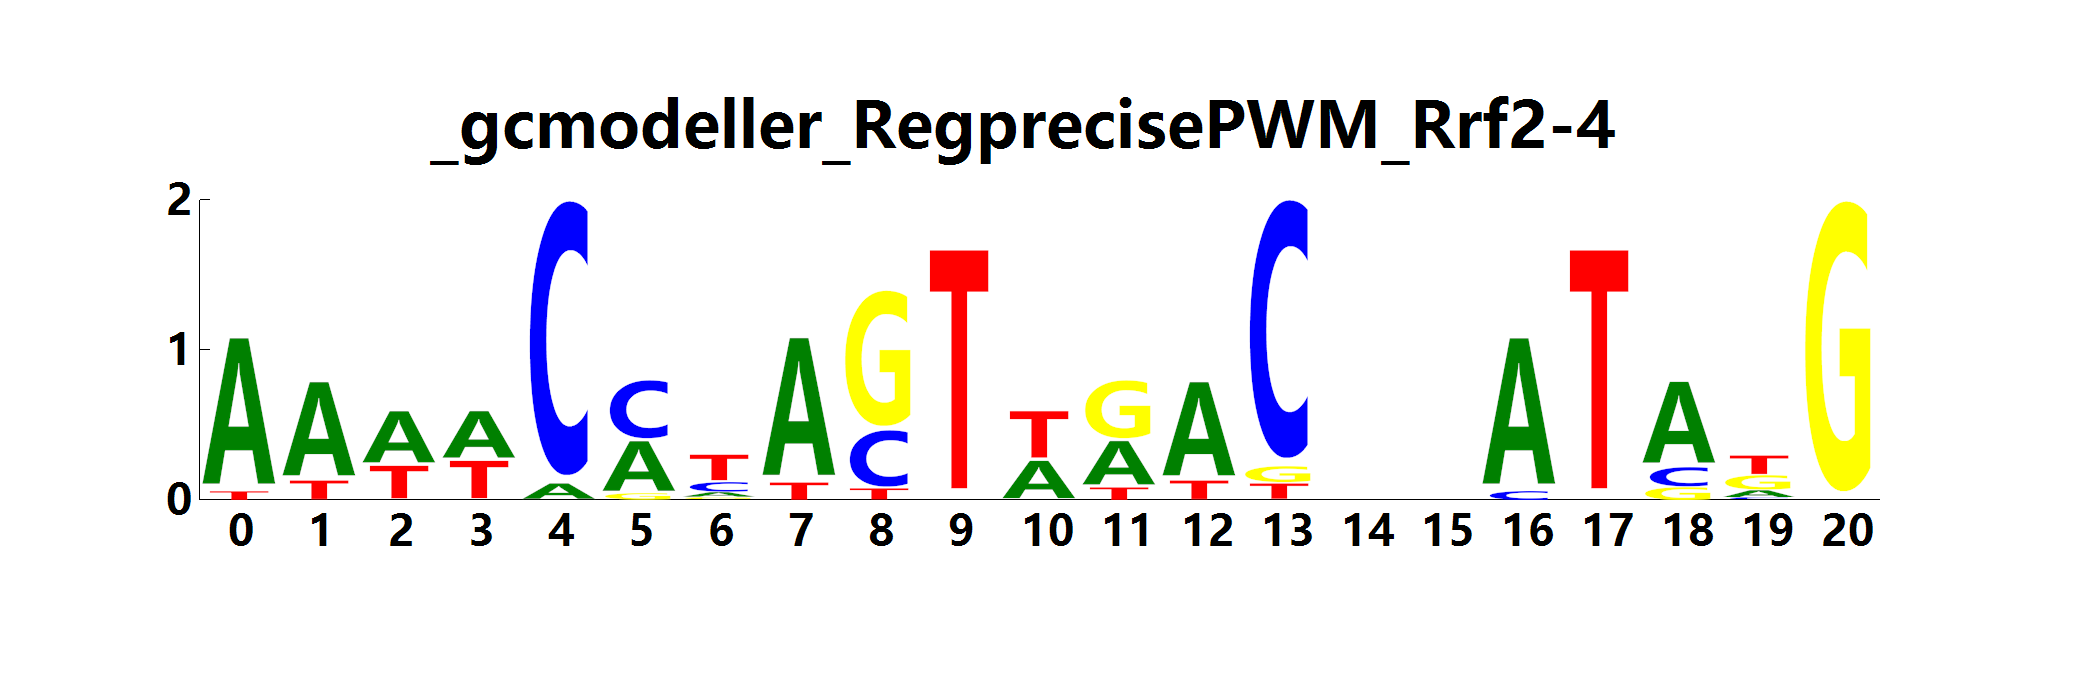 _gcmodeller_RegprecisePWM_Rrf2-4
2
1
0
A A A A C C T A G T T G A C A T A T G
T T T T A A C T C A A T G C C G
G A T T T T G A
0 1 2 3 4 5 6 7 8 9 10 11 12 13 14 15 16 17 18 19 20